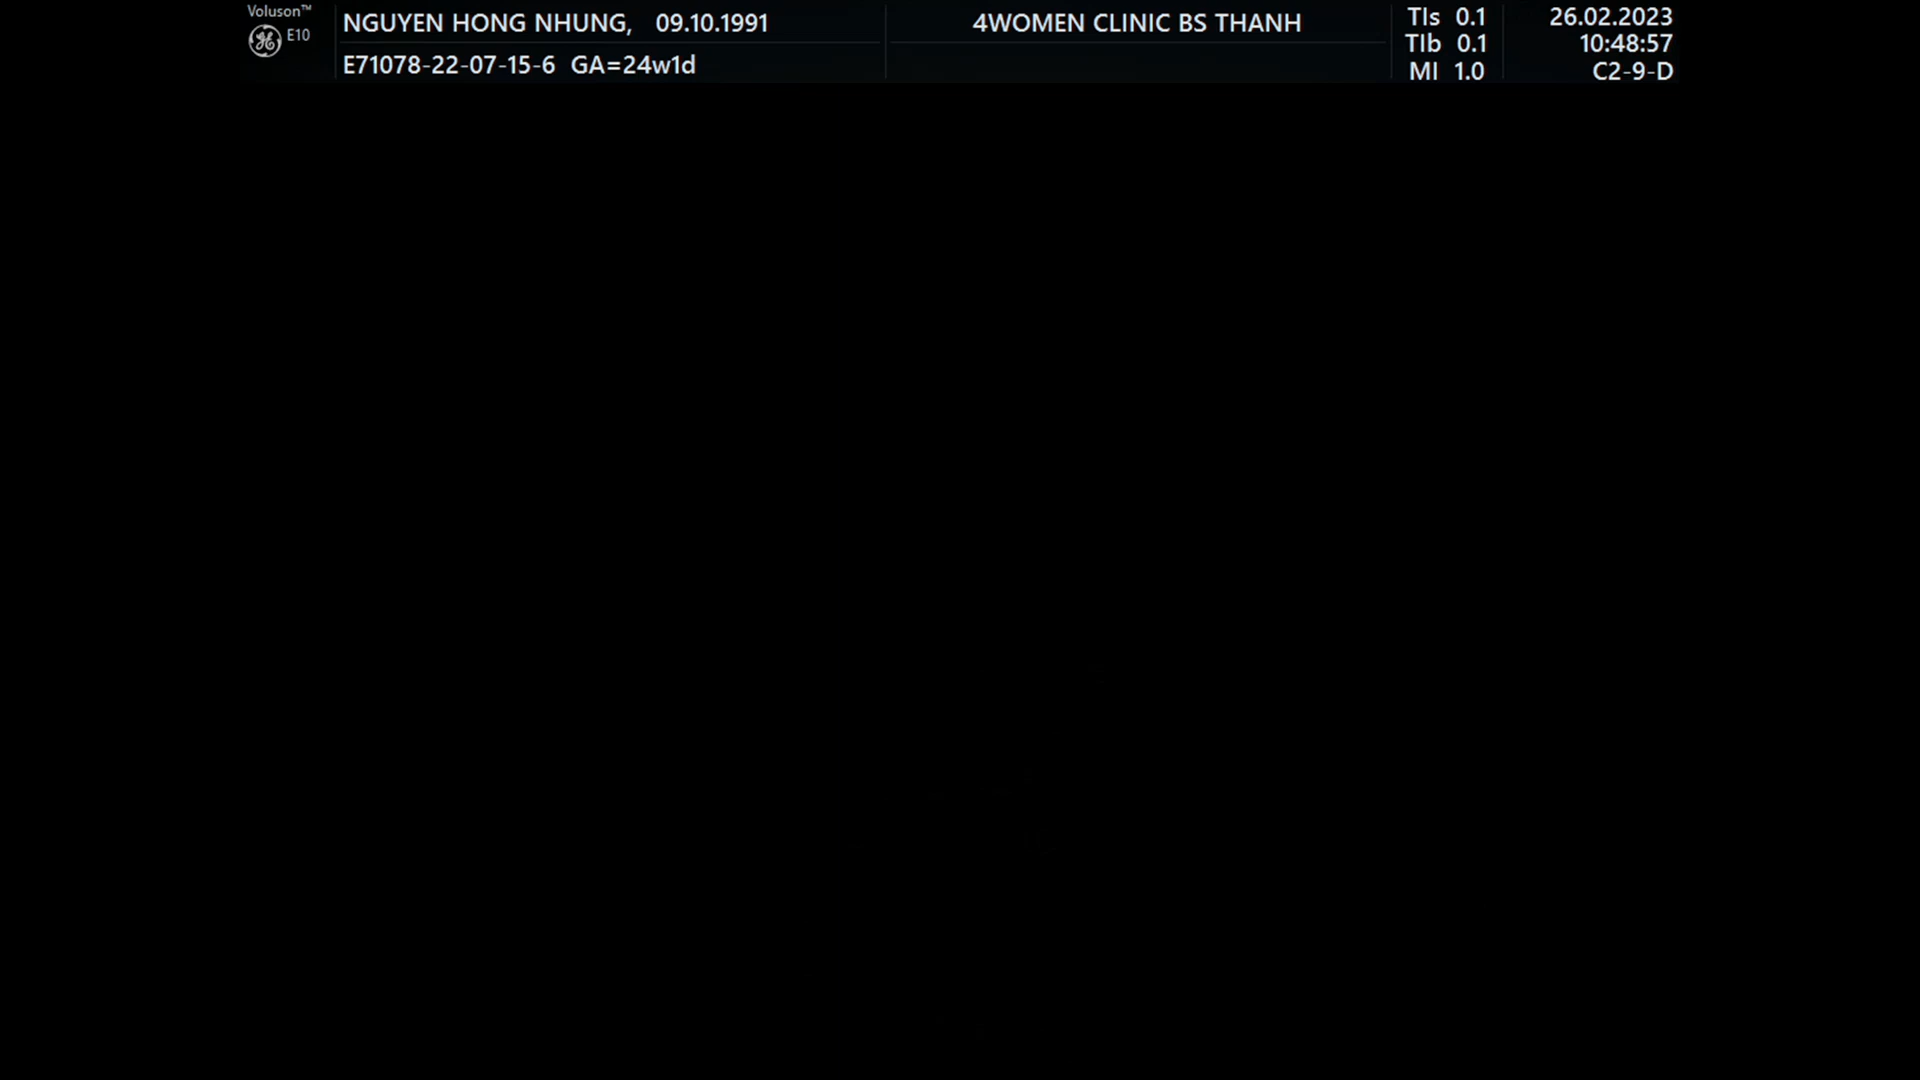 Voluson™
E10
NGUYEN HONG NHUNG, 09.10.1991
E71078-22-07-15-6 GA=24w1d
4WOMEN CLINIC BS THANH
TIs 0.1
TIb 0.1
MI 1.0
26.02.2023
10:48:57
C2-9-D